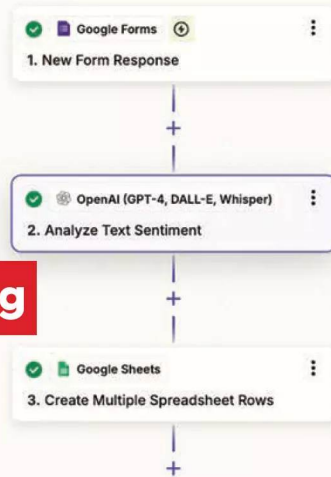 Google Forms
1. New Form Response
OpenAI (GPT-4, DALL-E, Whisper)
2. Analyze Text Sentiment
g
Google Sheets
3. Create Multiple Spreadsheet Rows